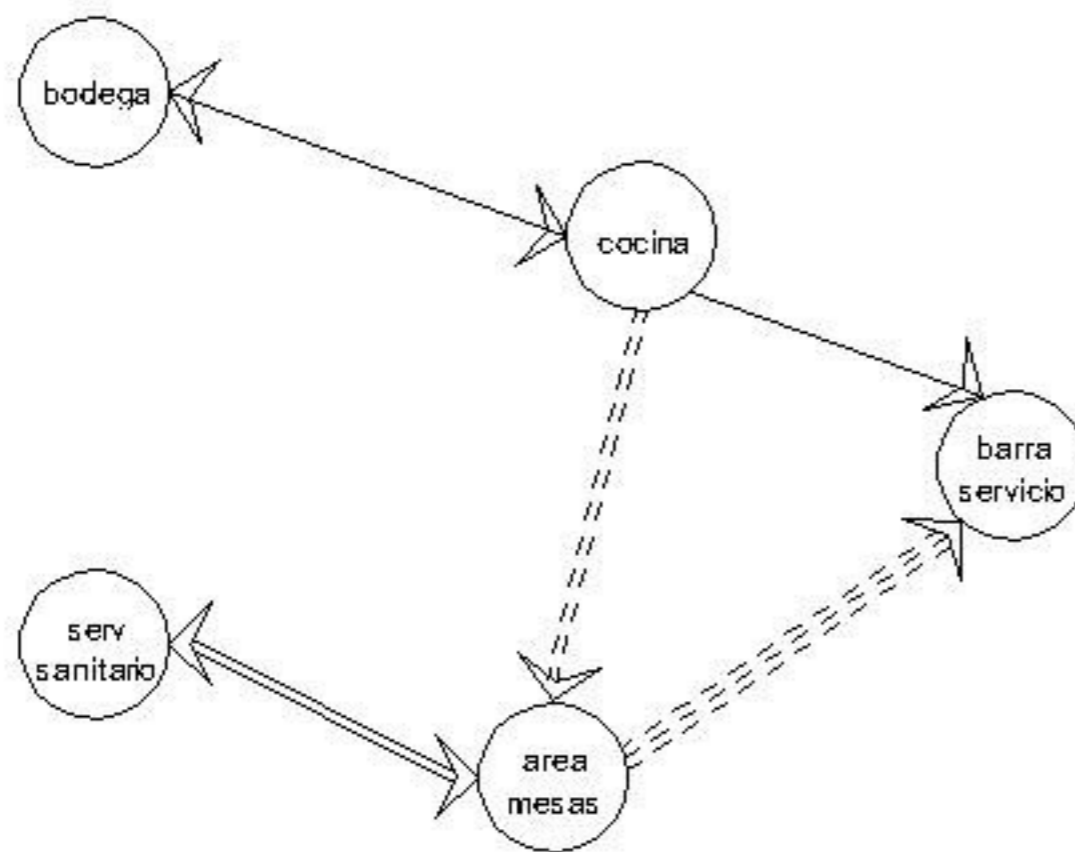 bodega
cocina
barra
servicio
serv
sanitario
area
mesas